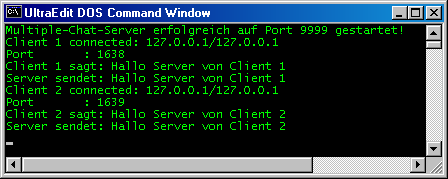 UltraEdit DOS Command Window
Multiple-Chat-Server erfolgreich auf Port 9999 gestartet!
Client 1 connected: 127.0.0.1/127.0.0.1
Port      : 1638
Client 1 sagt: Hallo Server von Client 1
Server sendet: Hallo Server von Client 1
Client 2 connected: 127.0.0.1/127.0.0.1
Port      : 1639
Client 2 sagt: Hallo Server von Client 2
Server sendet: Hallo Server von Client 2